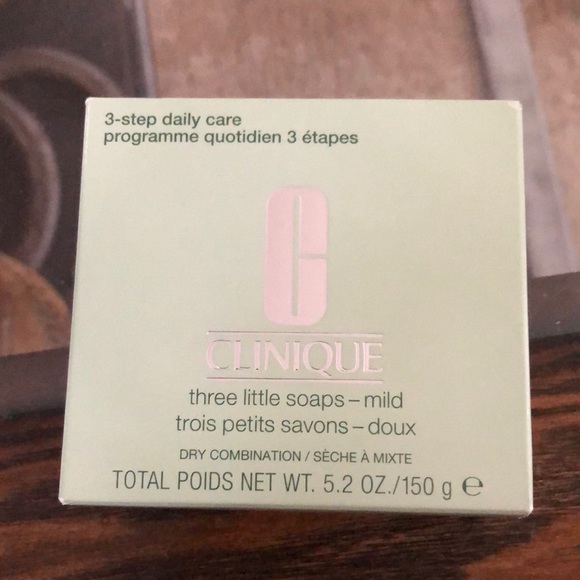 3-step daily care
programme quotidien 3 étapes
C
CLINIQUE
three little soaps – mild
trois petits savons – doux
DRY COMBINATION / SÈCHE À MIXTE
TOTAL POIDS NET WT. 5.2 OZ./150 g ℮